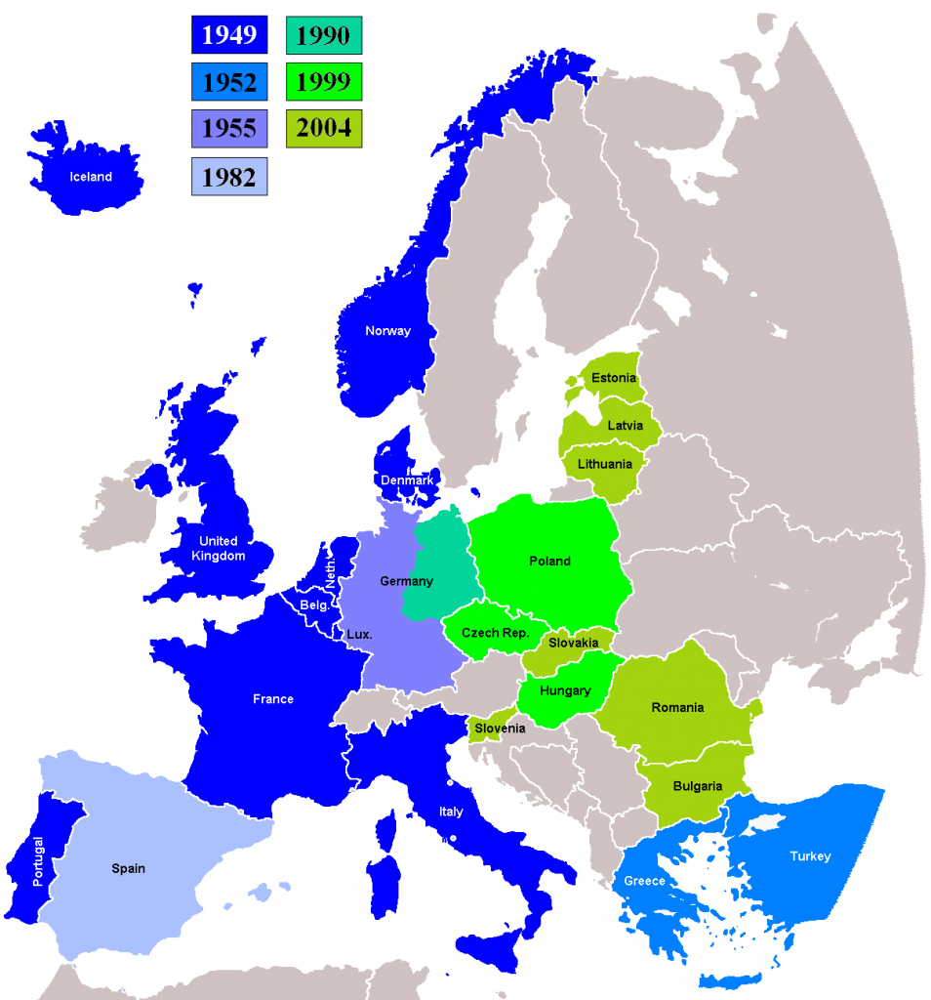 1949
1990
1952
1999
1955
2004
1982
Iceland
Norway
Estonia
Latvia
Lithuania
Denmark
United
Kingdom
Neth.
Germany
Poland
Belg.
Lux.
Czech Rep.
Slovakia
France
Hungary
Romania
Slovenia
Bulgaria
Italy
Portugal
Spain
Turkey
Greece